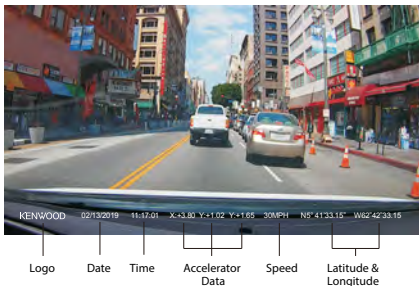 KENWOOD 02/13/2019 11:17:01 X:+3.80 Y:+1.02 Y:+1.65 30MPH N5°41'33.15" W62°42'33.15
Logo Date Time Accelerator Data Speed Latitude & Longitude